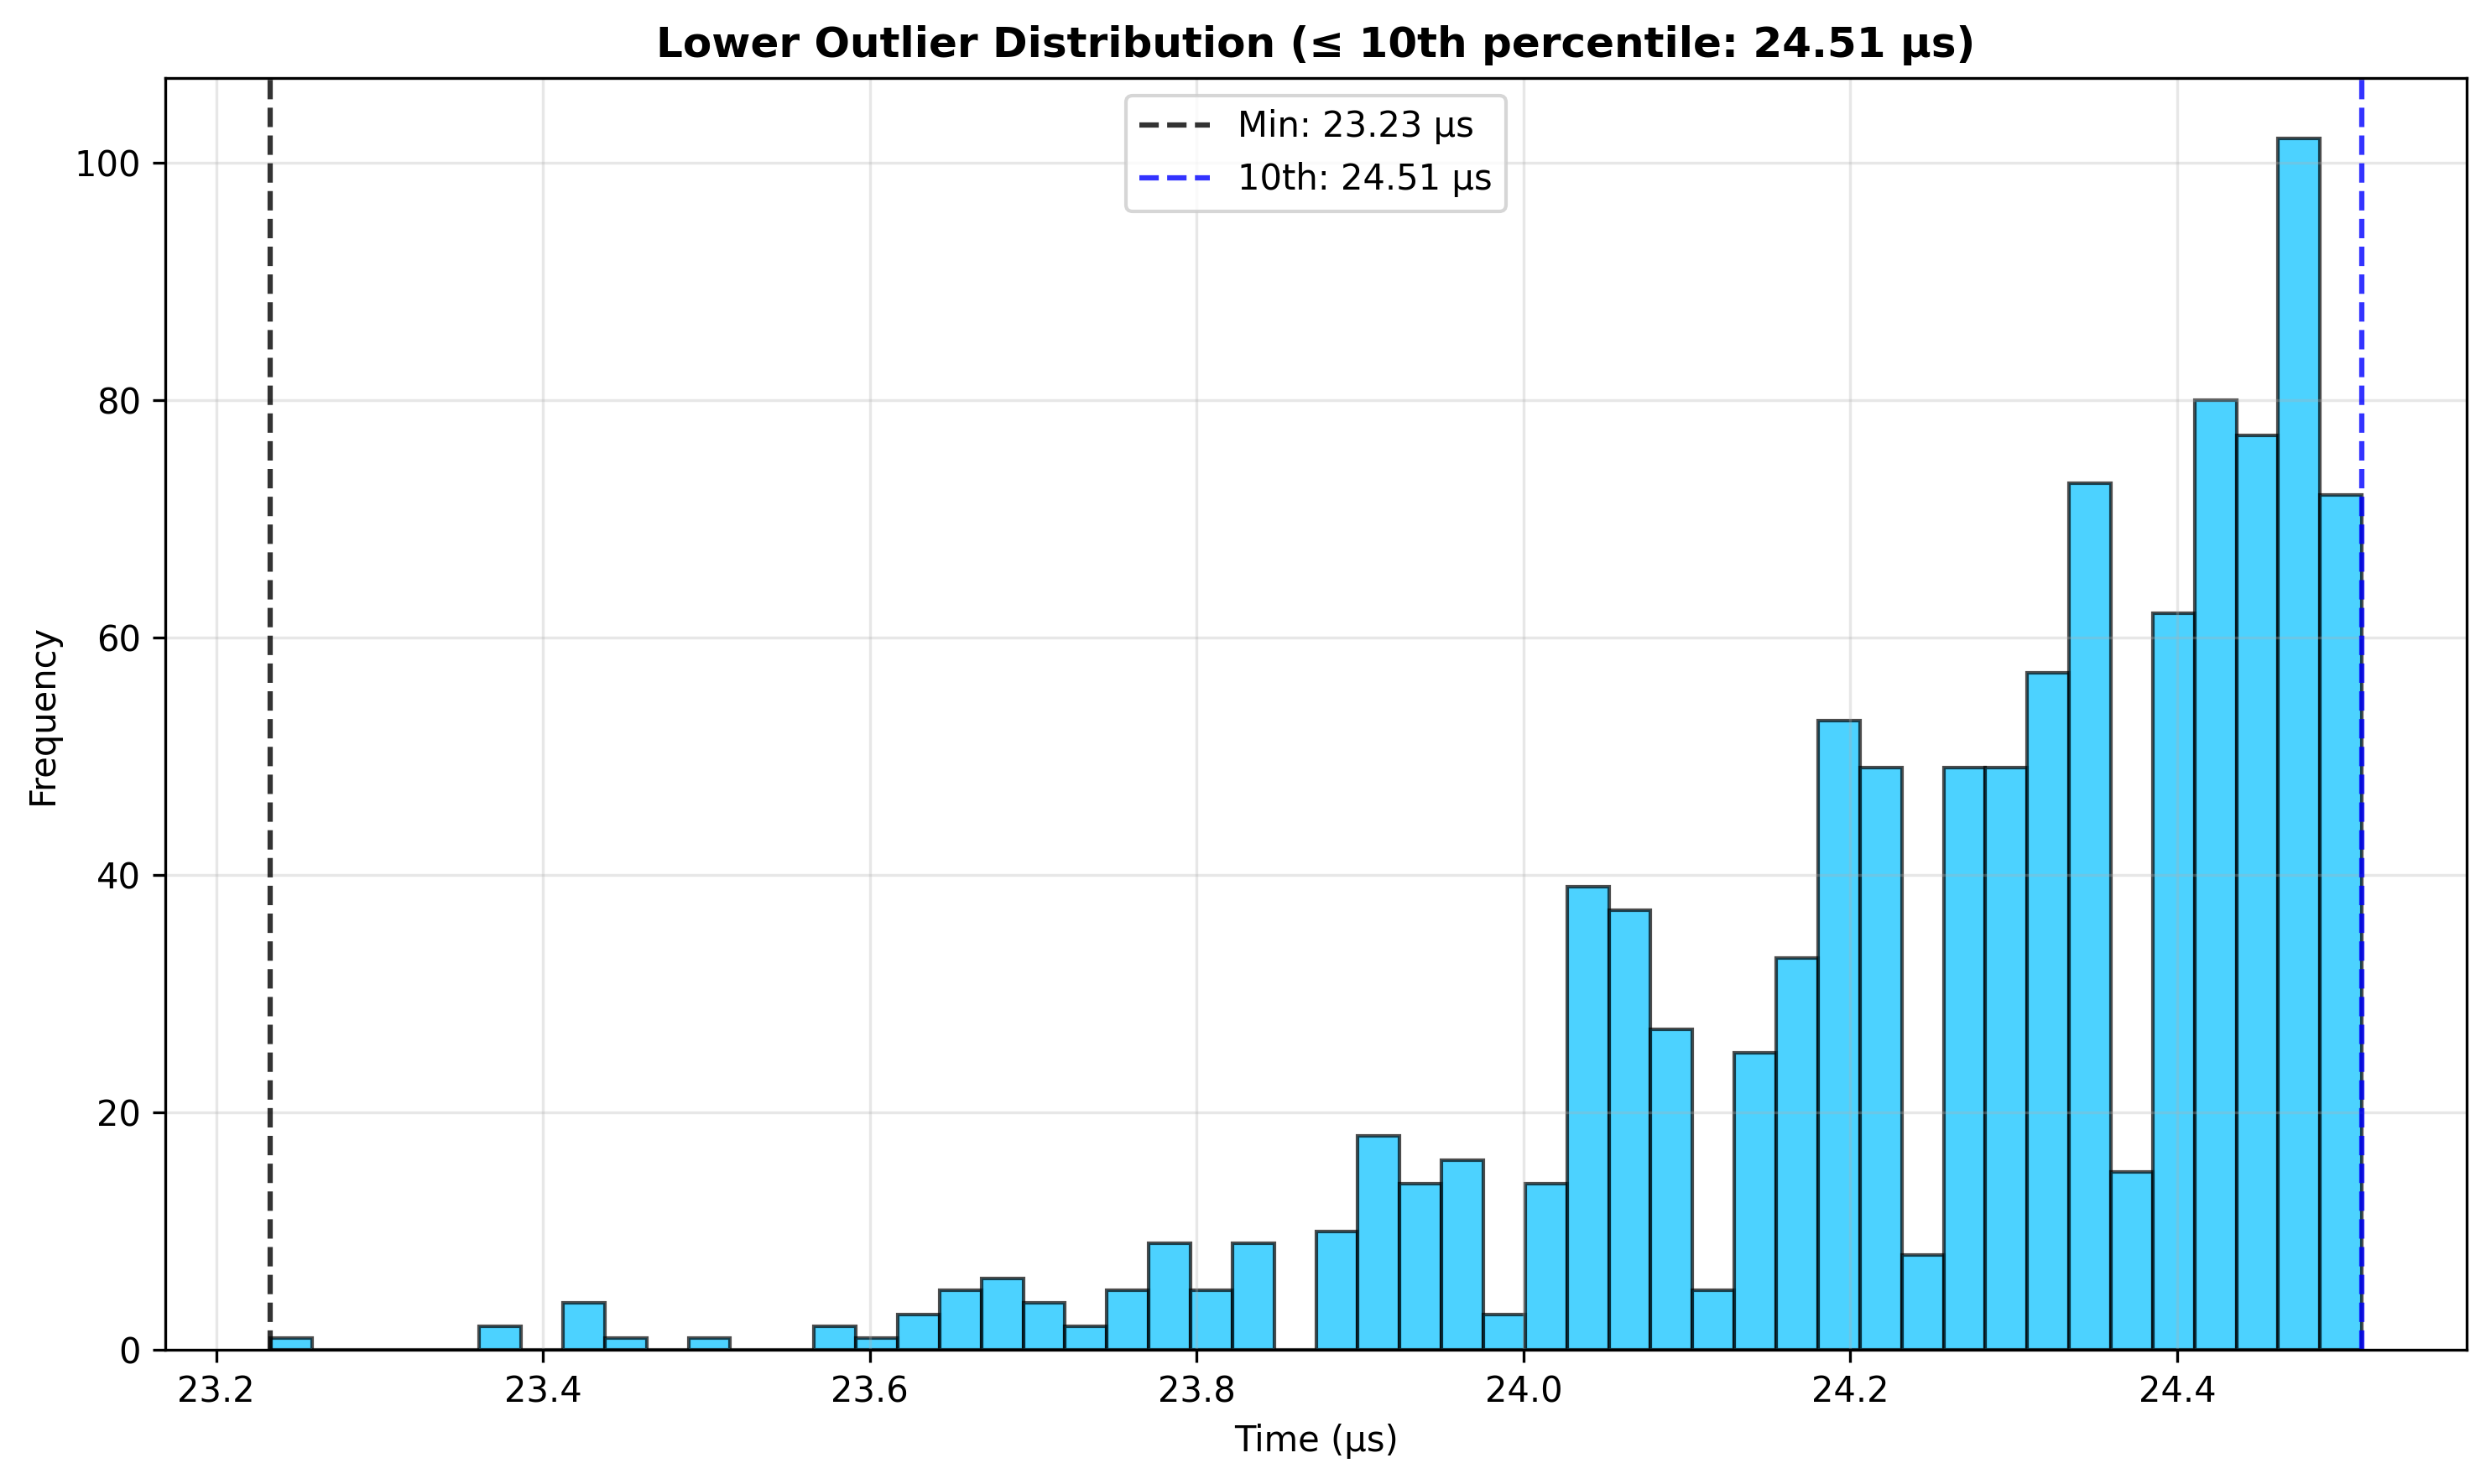 Lower Outlier Distribution (≤ 10th percentile: 24.51 µs)
Min: 23.23 µs
10th: 24.51 µs
100
80
60
40
20
0
Frequency
23.2 23.4 23.6 23.8 24.0 24.2 24.4
Time (µs)